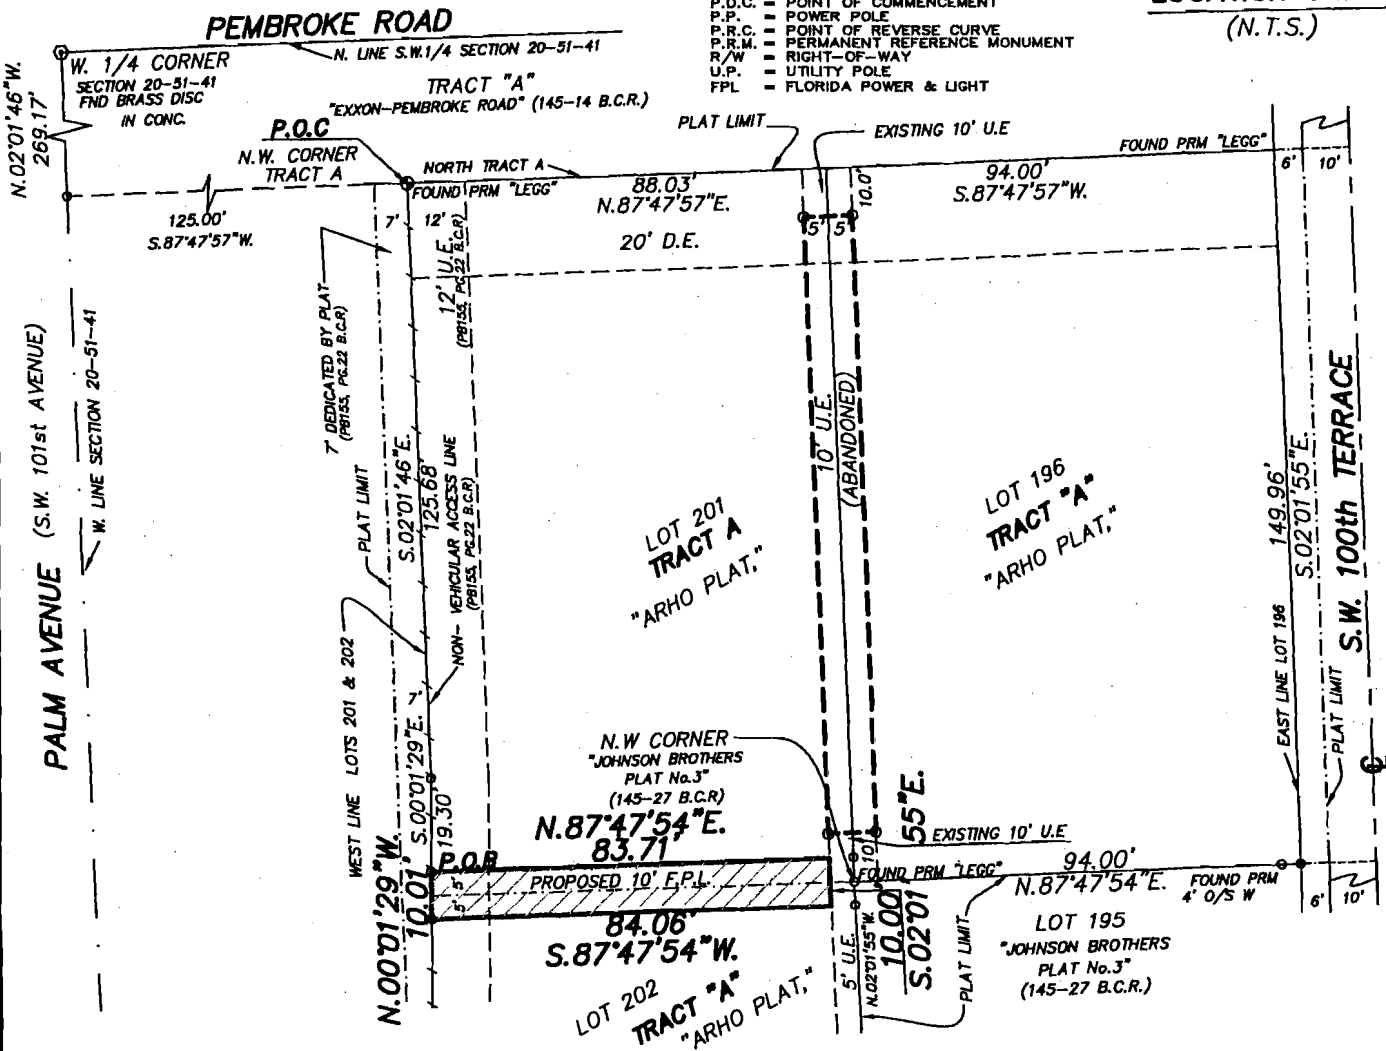 PEMBROKE ROAD
N. LINE S.W.1/4 SECTION 20-51-41
W. 1/4 CORNER
SECTION 20-51-41
FND BRASS DISC
IN CONC.
N.02°01'46"W.
269.17'
TRACT "A"
"EXXON-PEMBROKE ROAD" (145-14 B.C.R.)
P.O.C. = POINT OF COMMENCEMENT
P.P. = POWER POLE
P.R.C. = POINT OF REVERSE CURVE
P.R.M. = PERMANENT REFERENCE MONUMENT
R/W = RIGHT-OF-WAY
U.P. = UTILITY POLE
FPL = FLORIDA POWER & LIGHT
(N.T.S.)
P.O.C
N.W. CORNER
TRACT A
NORTH TRACT A
FOUND PRM "LEGG"
PLAT LIMIT
EXISTING 10' U.E
FOUND PRM "LEGG"
6'
10'
125.00'
S.87°47'57"W.
88.03'
N.87°47'57"E.
10.0'
94.00'
S.87°47'57"W.
7'
12'
5'
5'
20' D.E.
12' U.E.
(PB155, PG.22 B.C.R)
7' DEDICATED BY PLAT
(PB155, PG.22 B.C.R)
PALM AVENUE (S.W. 101st AVENUE)
W. LINE SECTION 20-51-41
PLAT LIMIT
S.02°01'46"E.
125.68'
NON- VEHICULAR ACCESS LINE
(PB155, PG.22 B.C.R)
WEST LINE LOTS 201 & 202
7'
LOT 201
TRACT A
"ARHO PLAT,"
10' U.E.
(ABANDONED)
LOT 196
TRACT "A"
"ARHO PLAT,"
149.96'
S.02°01'55"E.
S.W. 100th TERRACE
EAST LINE LOT 196
PLAT LIMIT
N.W CORNER
"JOHNSON BROTHERS
PLAT No.3"
(145-27 B.C.R)
S.00°01'29"E.
19.30'
N.87°47'54"E.
83.71'
P.O.B
5'
5'
PROPOSED 10' F.P.L
N.00°01'29"W.
10.01'
84.06'
S.87°47'54"W.
EXISTING 10' U.E
10'
FOUND PRM "LEGG"
94.00'
N.87°47'54"E.
FOUND PRM
4' O/S W
6'
10'
10.00
S.02°01 55"E.
5' U.E.
N.02°01'55"W.
PLAT LIMIT
LOT 195
"JOHNSON BROTHERS
PLAT No.3"
(145-27 B.C.R.)
LOT 202
TRACT "A"
"ARHO PLAT,"